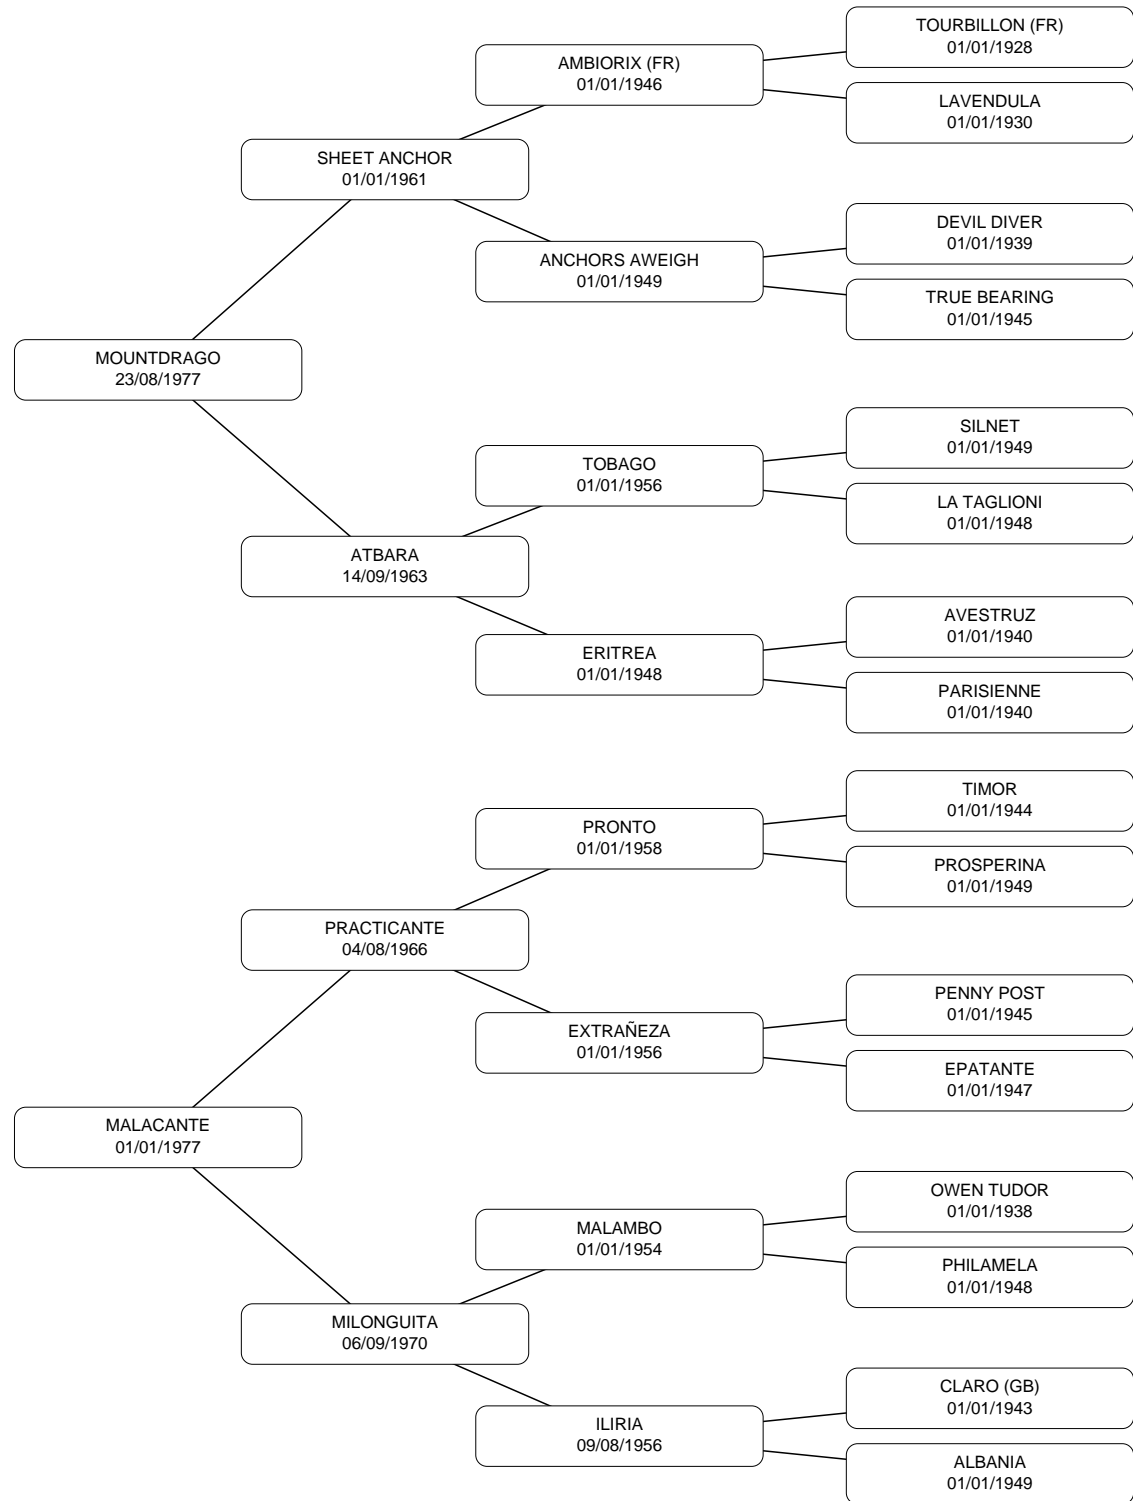 TOURBILLON (FR)
01/01/1928
AMBIORIX (FR)
01/01/1946
LAVENDULA
01/01/1930
SHEET ANCHOR
01/01/1961
DEVIL DIVER
01/01/1939
ANCHORS AWEIGH
01/01/1949
TRUE BEARING
01/01/1945
MOUNTDRAGO
23/08/1977
SILNET
01/01/1949
TOBAGO
01/01/1956
LA TAGLIONI
01/01/1948
ATBARA
14/09/1963
AVESTRUZ
01/01/1940
ERITREA
01/01/1948
PARISIENNE
01/01/1940
TIMOR
01/01/1944
PRONTO
01/01/1958
PROSPERINA
01/01/1949
PRACTICANTE
04/08/1966
PENNY POST
01/01/1945
EXTRAÑEZA
01/01/1956
EPATANTE
01/01/1947
MALACANTE
01/01/1977
OWEN TUDOR
01/01/1938
MALAMBO
01/01/1954
PHILAMELA
01/01/1948
MILONGUITA
06/09/1970
CLARO (GB)
01/01/1943
ILIRIA
09/08/1956
ALBANIA
01/01/1949